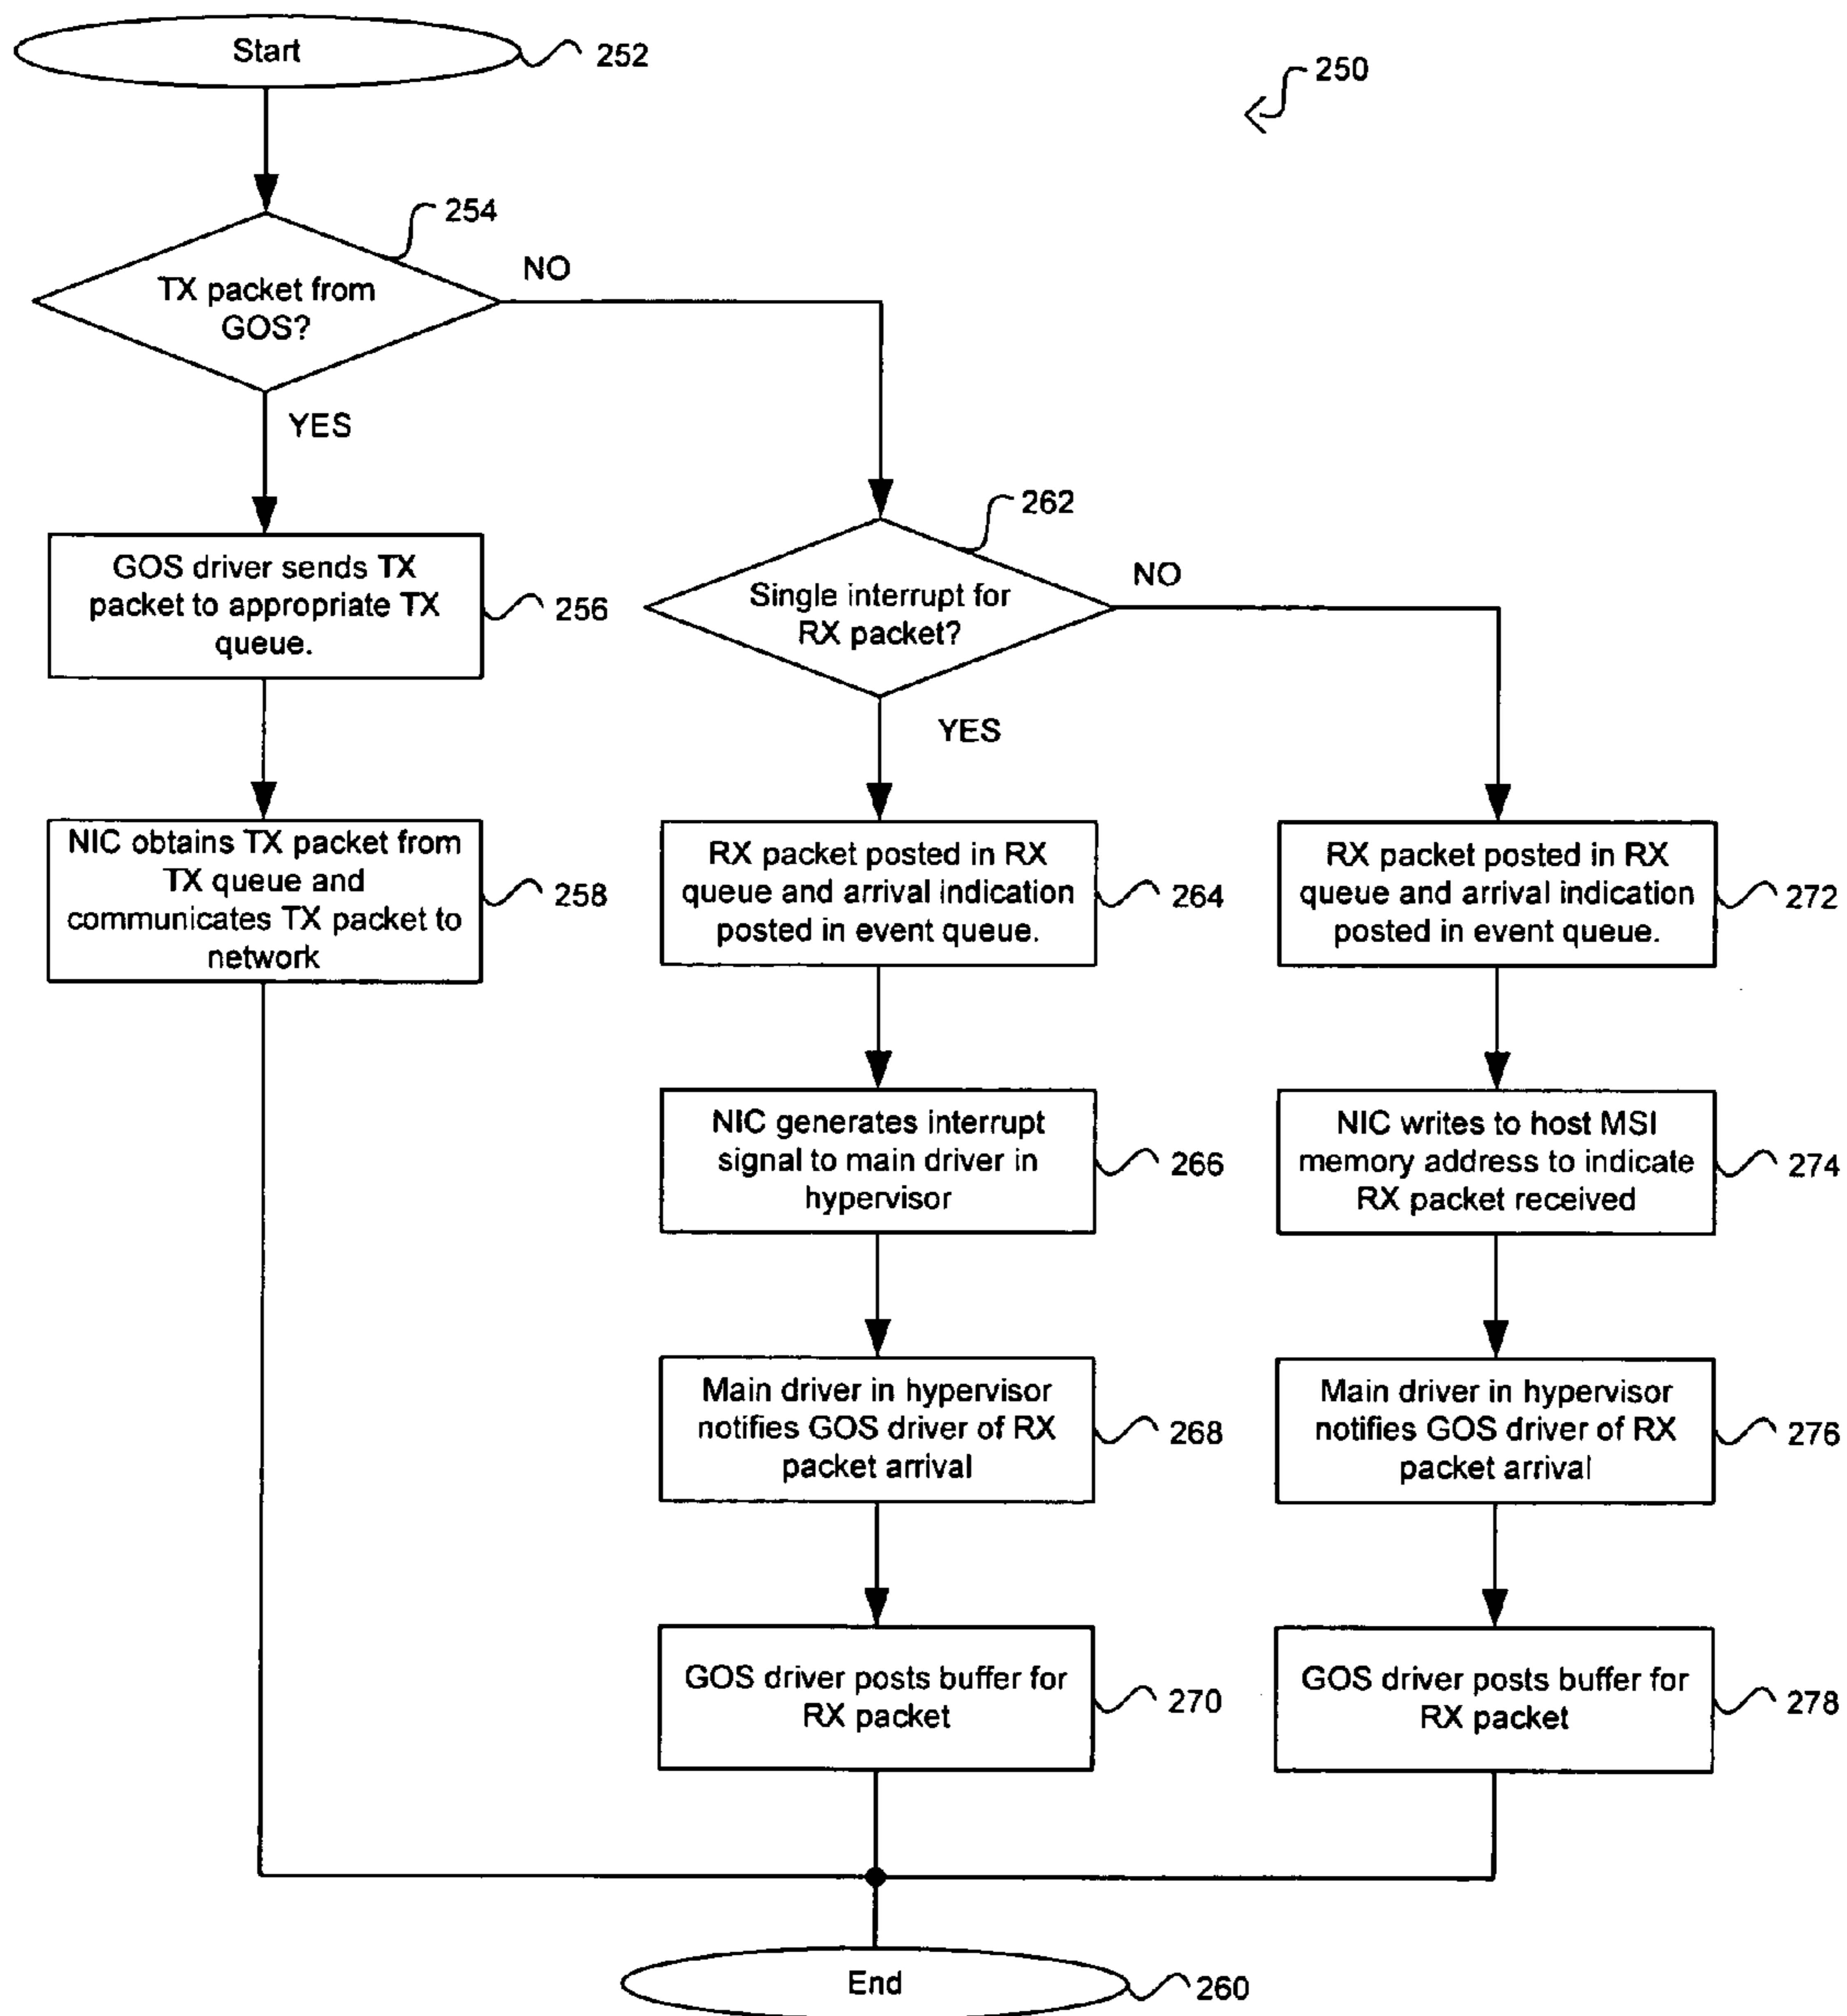 Start
252
250
254
TX packet from
GOS?
NO
YES
GOS driver sends TX
packet to appropriate TX
queue.
256
262
Single interrupt for
RX packet?
NO
YES
NIC obtains TX packet from
TX queue and
communicates TX packet to
network
258
RX packet posted in RX
queue and arrival indication
posted in event queue.
264
RX packet posted in RX
queue and arrival indication
posted in event queue.
272
NIC generates interrupt
signal to main driver in
hypervisor
266
NIC writes to host MSI
memory address to indicate
RX packet received
274
Main driver in hypervisor
notifies GOS driver of RX
packet arrival
268
Main driver in hypervisor
notifies GOS driver of RX
packet arrival
276
GOS driver posts buffer for
RX packet
270
GOS driver posts buffer for
RX packet
278
End
260